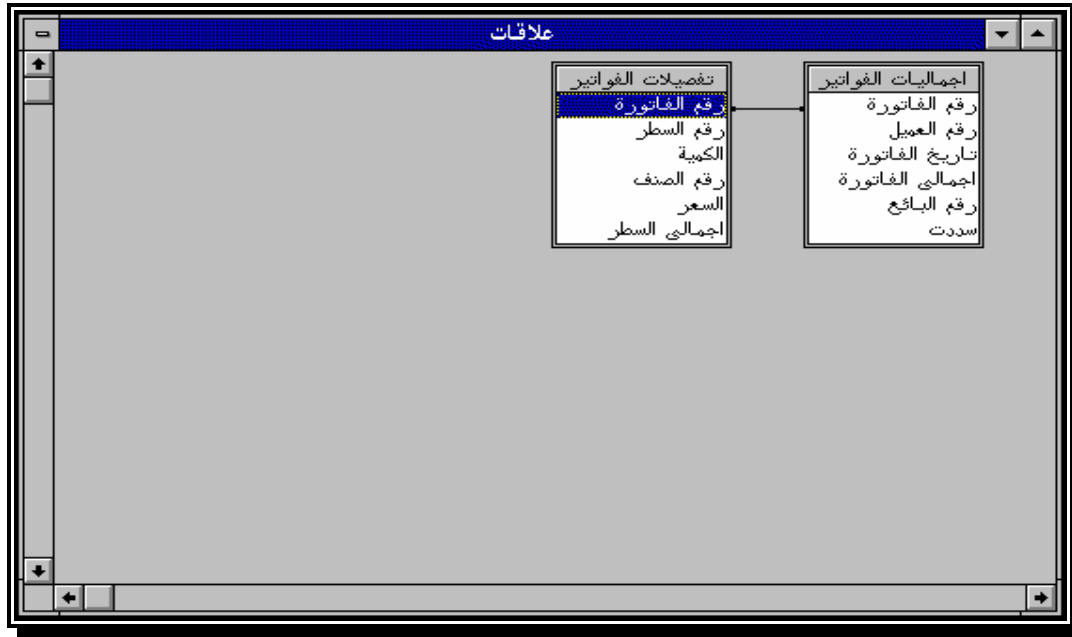 علاقات
اجماليات الفواتير
رقم الفاتورة
رقم العميل
تاريخ الفاتورة
اجمالى الفاتورة
رقم البائع
سددت
تفصيلات الفواتير
رقم الفاتورة
رقم السطر
الكمية
رقم الصنف
السعر
اجمالى السطر